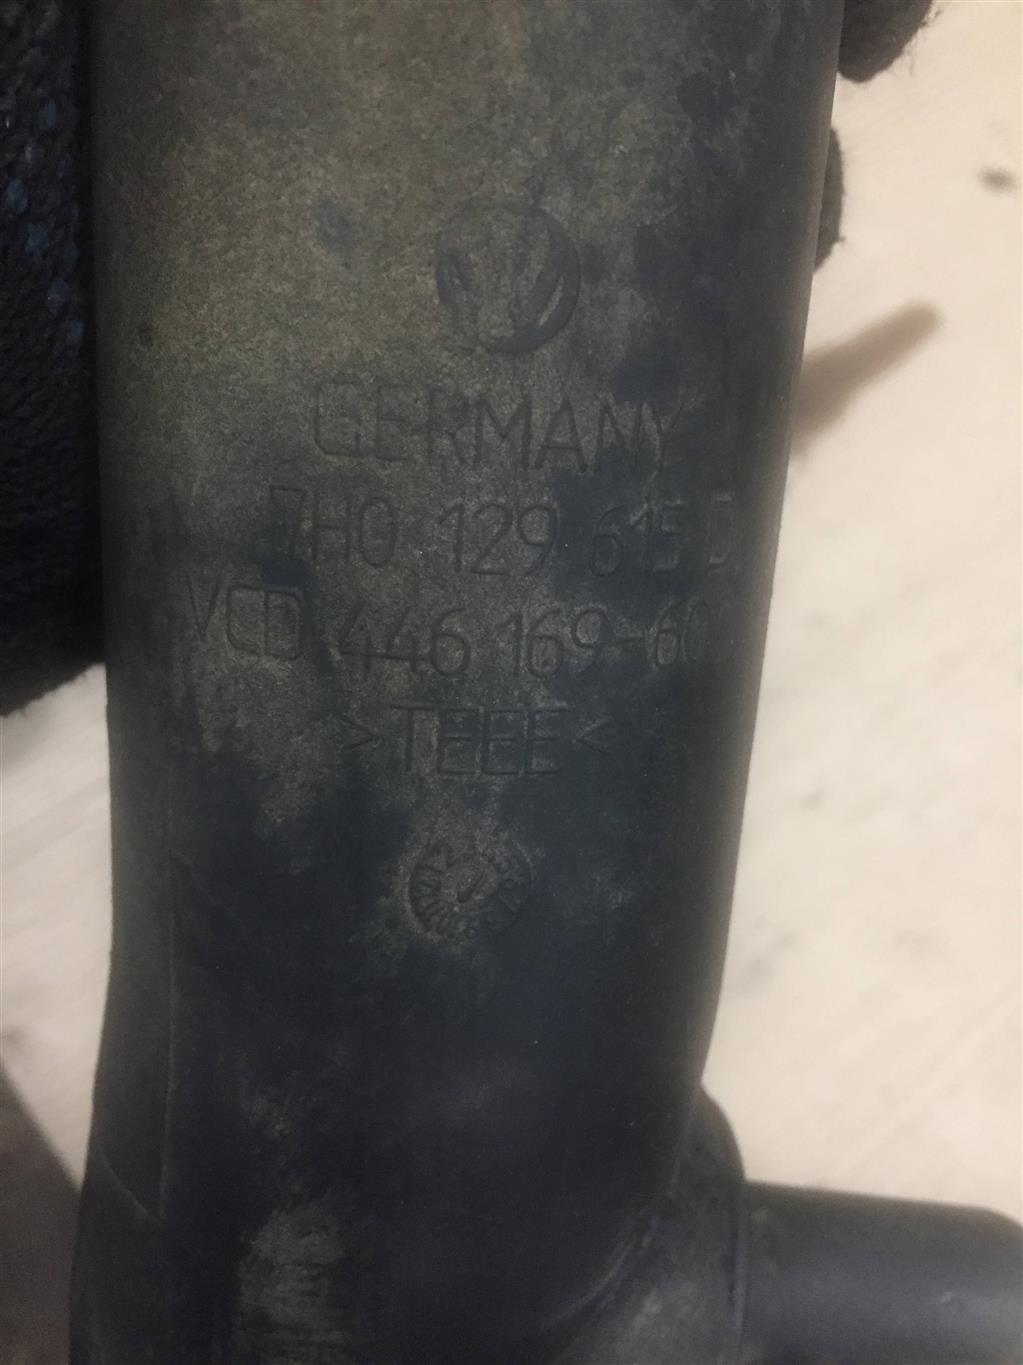 GERMANY
7H0 129 615 D
VCD 446 169-60
>TEEE<